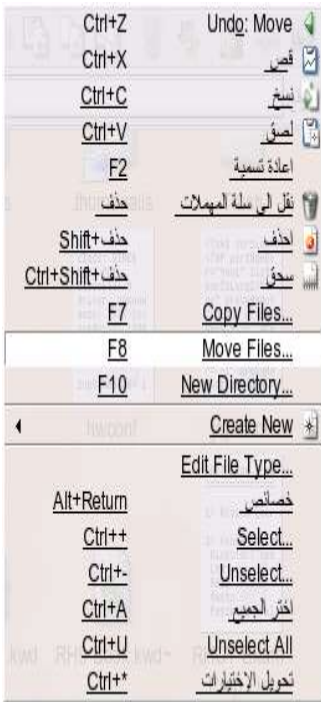 Undo: Move Ctrl+Z
قص Ctrl+X
نسخ Ctrl+C
لصق Ctrl+V
اعادة تسمية F2
نقل الى سلة المهملات حذف
احذف Shift+حذف
سحق Ctrl+Shift+حذف
Copy Files... F7
Move Files... F8
New Directory... F10
Create New
Edit File Type...
خصائص Alt+Return
Select... Ctrl++
Unselect... Ctrl+-
اختر الجميع Ctrl+A
Unselect All Ctrl+U
تحويل الاختيارات Ctrl+*